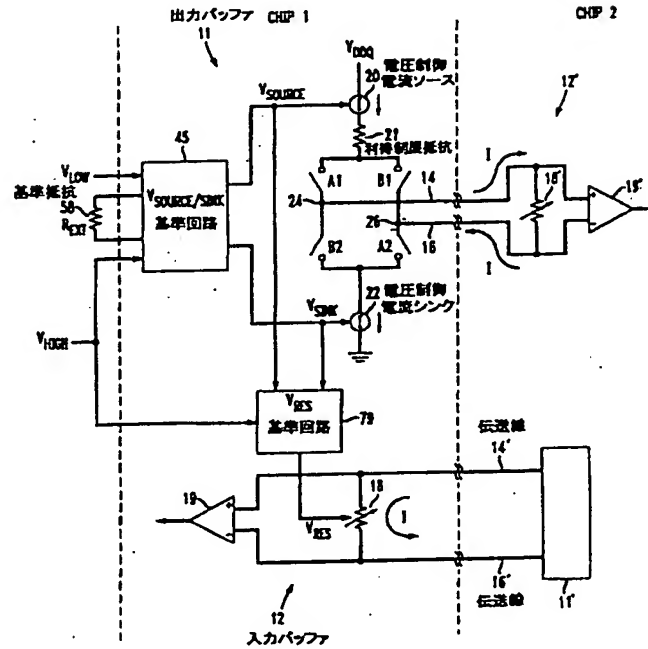 出力バッファ CHIP 1
CHIP 2
11
V_DDQ
20 電圧制御
電流ソース
12'
V_SOURCE
21
利得制限抵抗
45
V_LOW
基準抵抗
58
R_EXT
V_SOURCE/SINK
基準回路
A1
B1
14
I
18'
19'
24
26
16
B2
A2
I
V_SINK
22 電圧制御
電流シンク
V_HIGH
V_RES
基準回路
79
伝送線
14'
19
18
I
V_RES
16'
伝送線
11'
12
入力バッファ